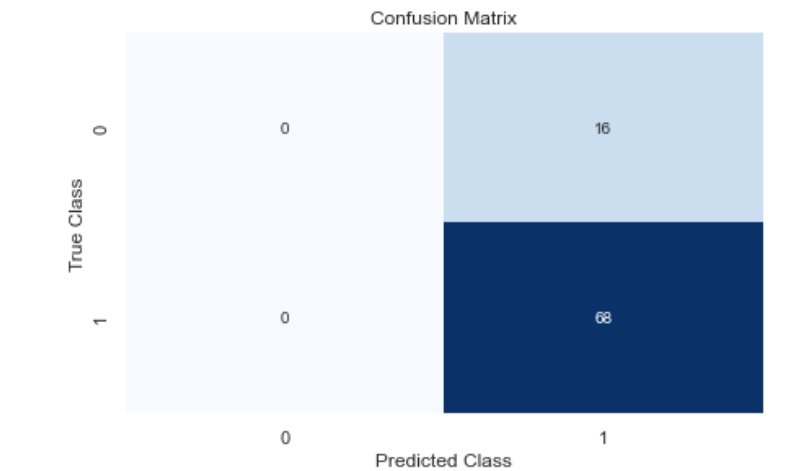 Confusion Matrix
0
0 16
True Class
1
0 68
0 1
Predicted Class